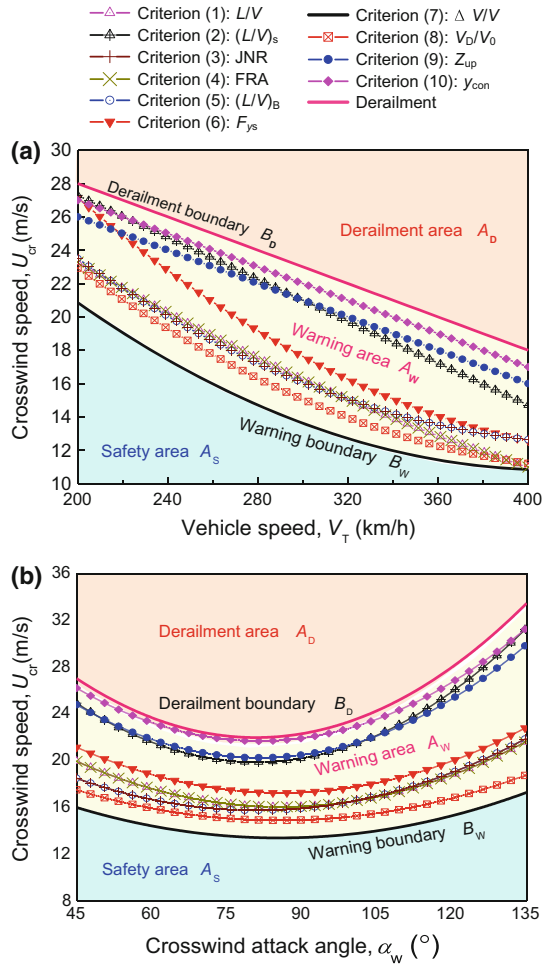 Criterion (1): L/V
Criterion (2): (L/V)s
Criterion (3): JNR
Criterion (4): FRA
Criterion (5): (L/V)B
Criterion (6): Fys
Criterion (7): Δ V/V
Criterion (8): VD/V0
Criterion (9): Zup
Criterion (10): ycon
Derailment
(a)
30
28
26
24
22
20
18
16
14
12
10
Crosswind speed, Ucr (m/s)
Derailment boundary BD
Derailment area AD
Warning area AW
Warning boundary BW
Safety area AS
200 240 280 320 360 400
Vehicle speed, VT (km/h)
(b)
36
32
28
24
20
16
12
8
Crosswind speed, Ucr (m/s)
Derailment area AD
Derailment boundary BD
Warning area AW
Warning boundary BW
Safety area AS
45 60 75 90 105 120 135
Crosswind attack angle, αw (°)